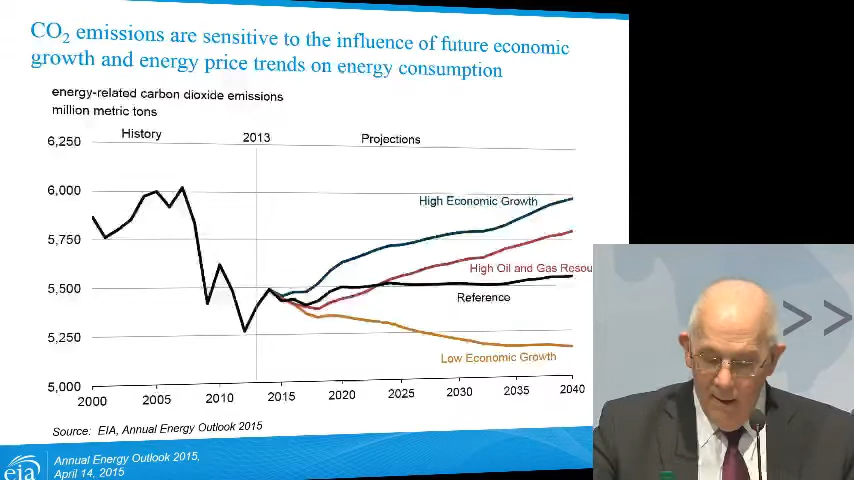 CO2 emissions are sensitive to the influence of future economic
growth and energy price trends on energy consumption
energy-related carbon dioxide emissions
million metric tons
History
2013
Projections
6,250
6,000
5,750
5,500
5,250
5,000
High Economic Growth
High Oil and Gas Resou
Reference
Low Economic Growth
2000
2005
2010
2015
2020
2025
2030
2035
2040
Source: EIA, Annual Energy Outlook 2015
eia
Annual Energy Outlook 2015,
April 14, 2015
>>